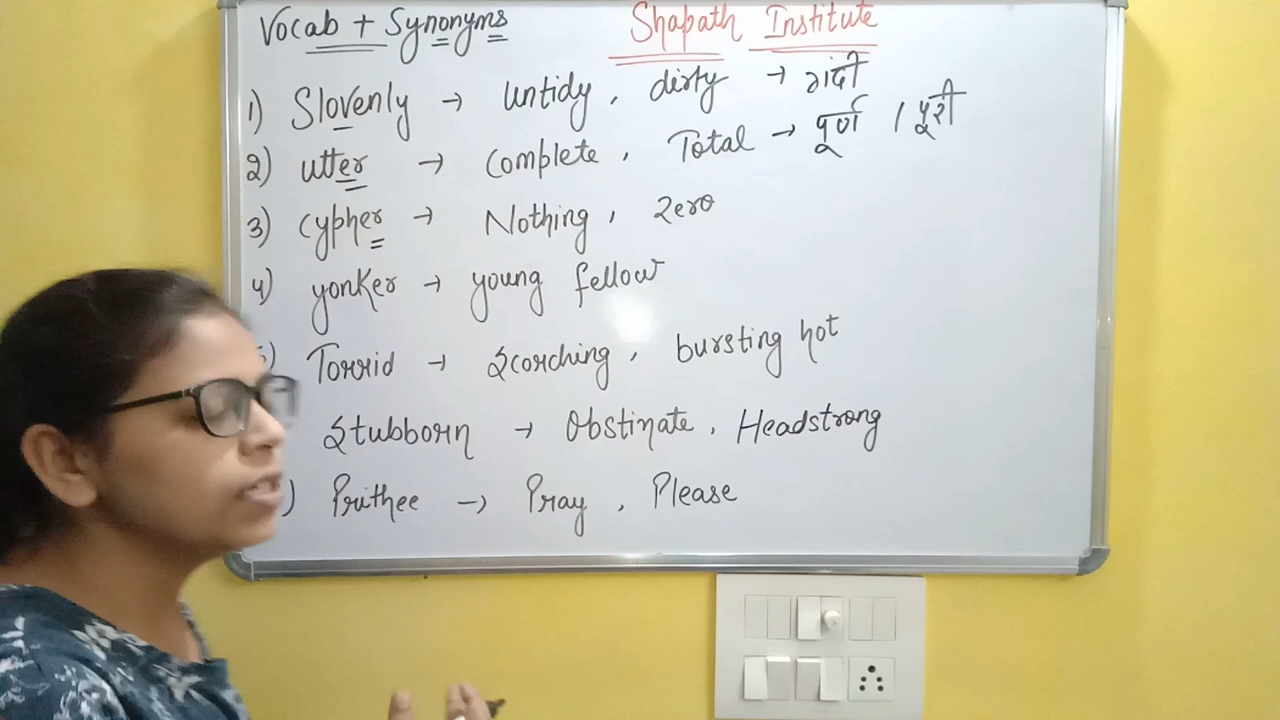 Vocab + Synonyms Shapath Institute
1) Slovenly → Untidy, dirty → गंदी
2) utter → Complete, Total → पूर्ण / पूरी
3) Cypher → Nothing, Zero
4) yonker → young fellow
5) Torrid → Scorching, bursting hot
Stubborn → Obstinate, Headstrong
) Prithee → Pray, Please